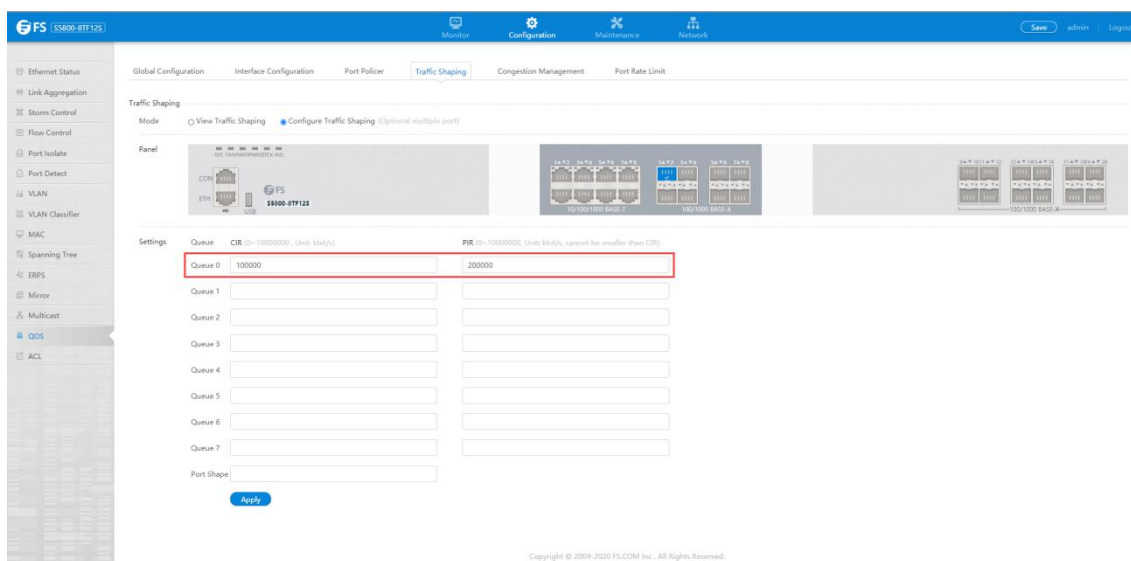 FS S5800-8TF12S
Monitor Configuration Maintenance Network
Save admin Logout
Ethernet Status
Link Aggregation
Storm Control
Flow Control
Port Isolate
Port Detect
VLAN
VLAN Classifier
MAC
Spanning Tree
ERPS
Mirror
Multicast
QOS
ACL
Global Configuration Interface Configuration Port Policer Traffic Shaping Congestion Management Port Rate Limit
Traffic Shaping
Mode View Traffic Shaping Configure Traffic Shaping (Optional multiple port)
Panel
CON
ETH
USB
FS
S5800-8TF12S
10/100/1000 BASE-T
100/1000 BASE-X
100/1000 BASE-X
Settings Queue CIR (0~10000000, Unit: kbit/s) PIR (0~10000000, Unit: kbit/s, cannot be smaller than CIR)
Queue 0 100000 200000
Queue 1
Queue 2
Queue 3
Queue 4
Queue 5
Queue 6
Queue 7
Port Shape
Apply
Copyright © 2009-2020 FS.COM Inc . All Rights Reserved.